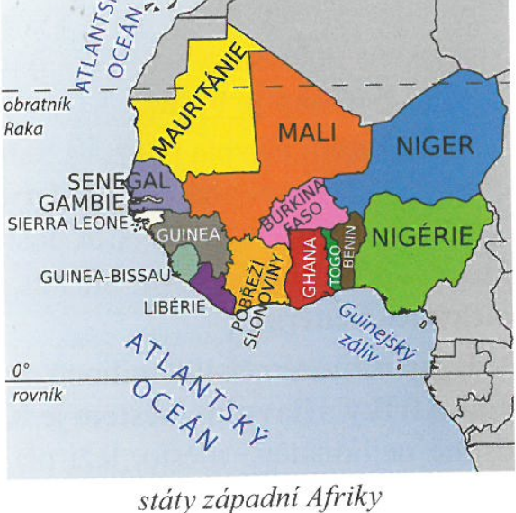 ATLANTSKÝ
OCEÁN
obratník
Raka
MAURITÁNIE
MALI
NIGER
SENEGAL
GAMBIE
SIERRA LEONE
GUINEA
BURKINA
FASO
NIGÉRIE
GUINEA-BISSAU
LIBÉRIE
POBŘEŽÍ
SLONOVINY
GHANA
TOGO
BENIN
Guinejský
záliv
ATLANTSKÝ
OCEÁN
0°
rovník
státy západní Afriky